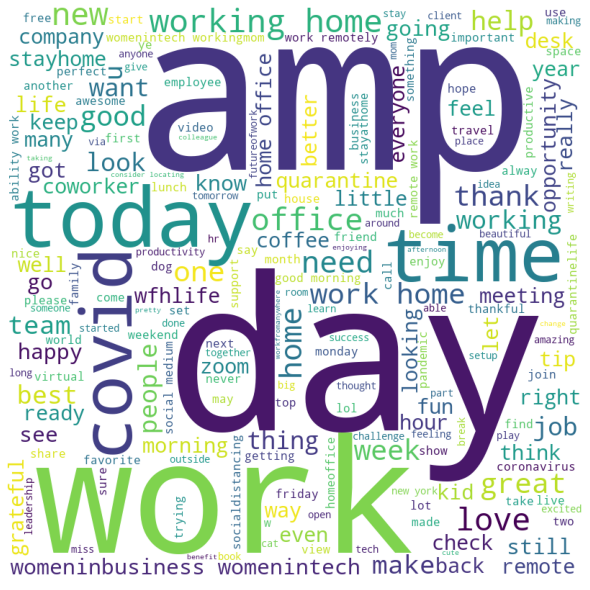 free
start
womenintech workingmom
work remotely
stay
client
use
making
new
working home
going
important
help
desk
space
company
stayhome
u
ye
anyone
give
amp
mom
something
year
perfect
another
awesome
want
life
good
employee
video
via
futureofwork
business
stayathome
everyone
hope
travel
place
feel
productive
opportunity
really
keep
many
look
first
home office
better
colleague
ability work
taking
consider locating
lunch
tomorrow
got
coworker
know
quarantine
put
house
little
much
around
remote work
thank
alway
idea
writing
today
office
working
nice
productivity
hr
say
coffee
friend
become
afternoon
beautiful
time
well
one
dog
month
enjoying
need
call
enjoy
go
please
someone
family
come
wfhlife
support
good morning
room
learn
work home
able
thankful
meeting
quarantinelife
team
world
started
pretty
set
done
weekend
social medium
home
workfromanywhere
looking
pandemic
setup
let
amazing
change
tip
happy
long
virtual
covid
people
next
together
zoom
never
may
big
top
success
monday
thought
lol
day
hour
fun
part
join
right
best
ready
see
share
morning
thing
getting
week
challenge
feeling
show
break
play
find
job
think
coronavirus
grateful
leadership
favorite
sure
outside
trying
work
socialdistancing
friday
way
w
cat
open
even
view
homeoffice
kid
new york
great
take
live
excited
lot
made
two
miss
benefit
book
tech
love
check
cute
still
womeninbusiness womenintech
make
back
remote